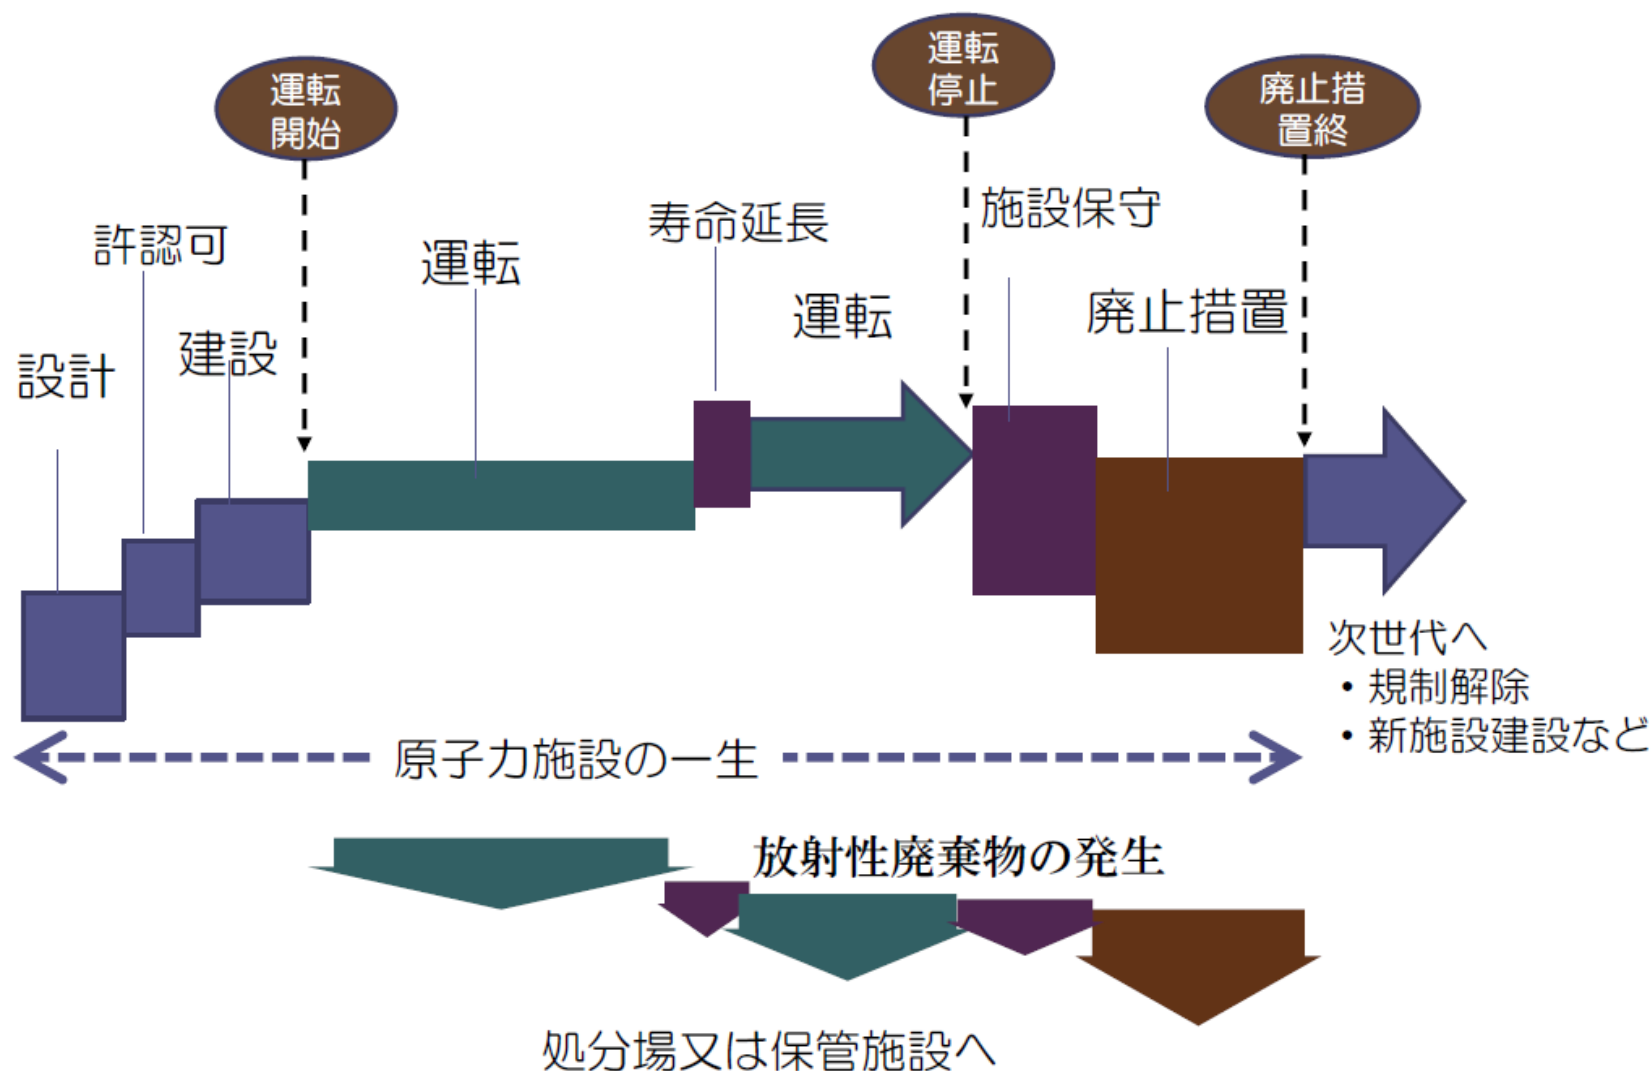 運転
開始
運転
停止
廃止措
置終
許認可
運転
寿命延長
施設保守
設計
建設
運転
廃止措置
次世代へ
・規制解除
・新施設建設など
原子力施設の一生
放射性廃棄物の発生
処分場又は保管施設へ